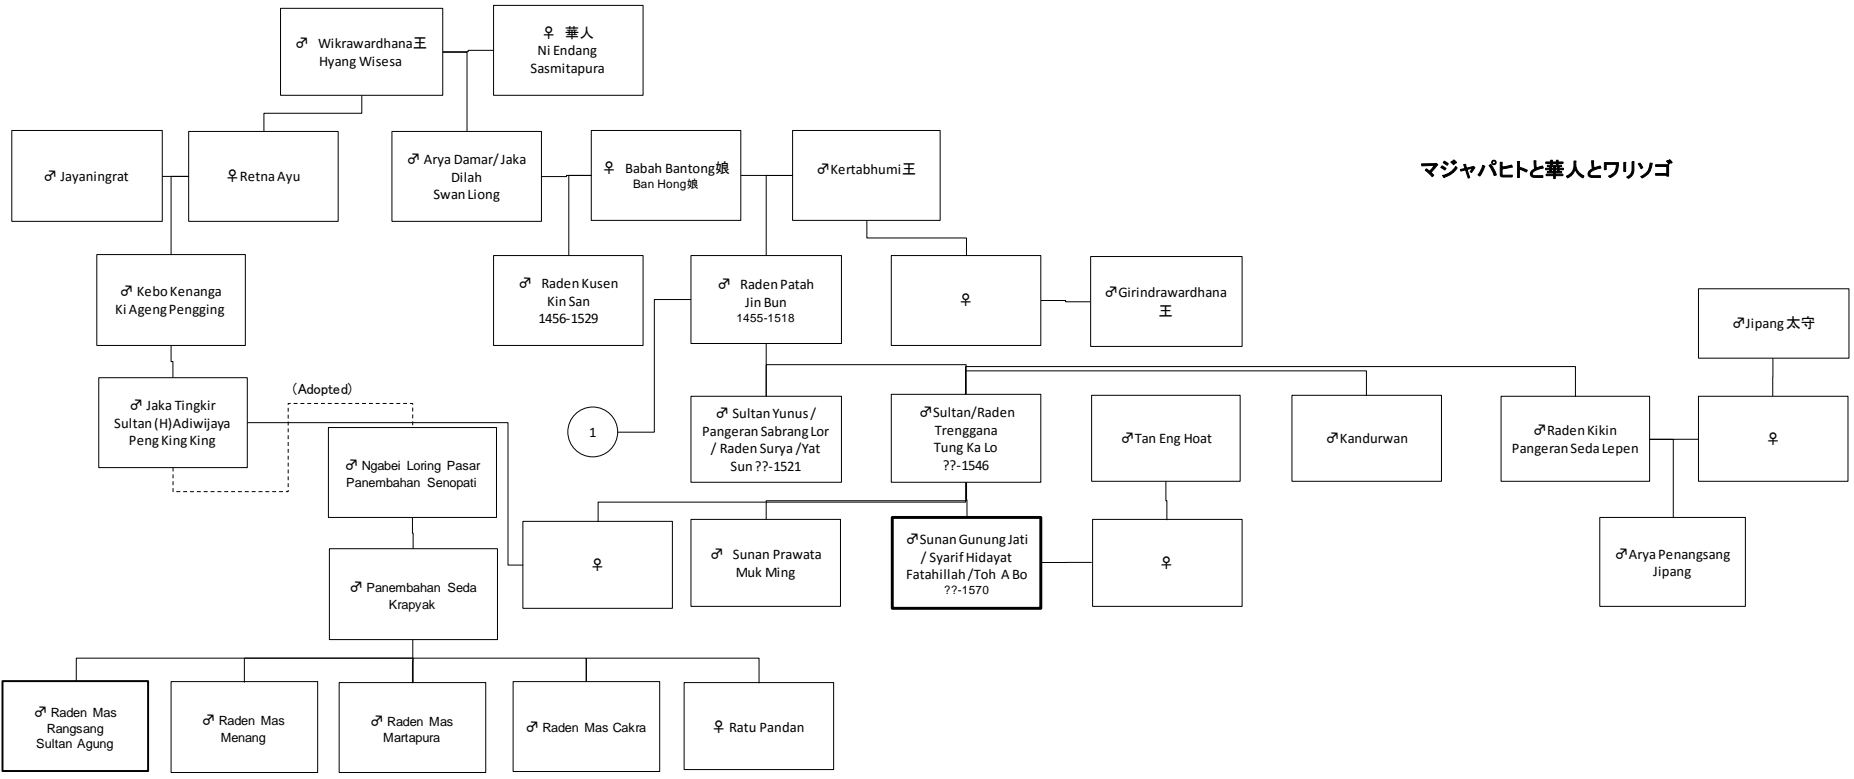 ♂ Wikrawardhana王
Hyang Wisesa
♀ 華人
Ni Endang
Sasmitapura
♂ Jayaningrat
♀Retna Ayu
♂ Arya Damar/ Jaka
Dilah
Swan Liong
♀ Babah Bantong娘
Ban Hong娘
♂Kertabhumi王
マジャパヒトと華人とワリソゴ
♂ Kebo Kenanga
Ki Ageng Pengging
♂ Raden Kusen
Kin San
1456-1529
♂ Raden Patah
Jin Bun
1455-1518
♀
♂Girindrawardhana
王
♂Jipang 太守
（Adopted）
♂ Jaka Tingkir
Sultan (H)Adiwijaya
Peng King King
1
♂ Sultan Yunus /
Pangeran Sabrang Lor
/ Raden Surya /Yat
Sun ??-1521
♂Sultan/Raden
Trenggana
Tung Ka Lo
??-1546
♂Tan Eng Hoat
♂Kandurwan
♂Raden Kikin
Pangeran Seda Lepen
♀
♂ Ngabei Loring Pasar
Panembahan Senopati
♀
♂ Sunan Prawata
Muk Ming
♂Sunan Gunung Jati
/ Syarif Hidayat
Fatahillah /Toh A Bo
??-1570
♀
♂Arya Penangsang
Jipang
♂ Panembahan Seda
Krapyak
♂ Raden Mas
Rangsang
Sultan Agung
♂ Raden Mas
Menang
♂ Raden Mas
Martapura
♂ Raden Mas Cakra
♀ Ratu Pandan